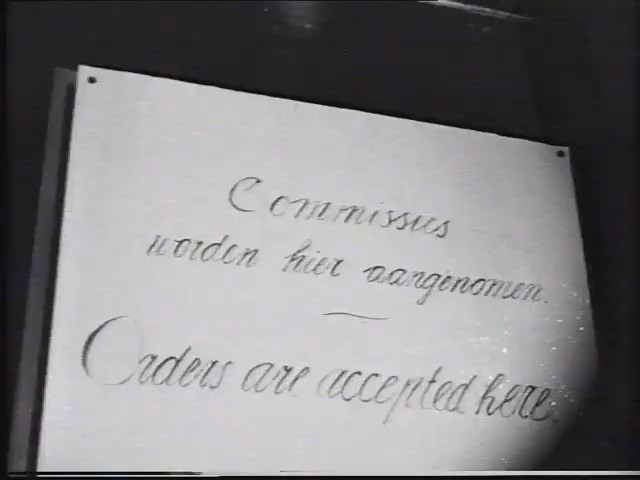 Commissies
worden hier aangenomen.
Orders are accepted here.